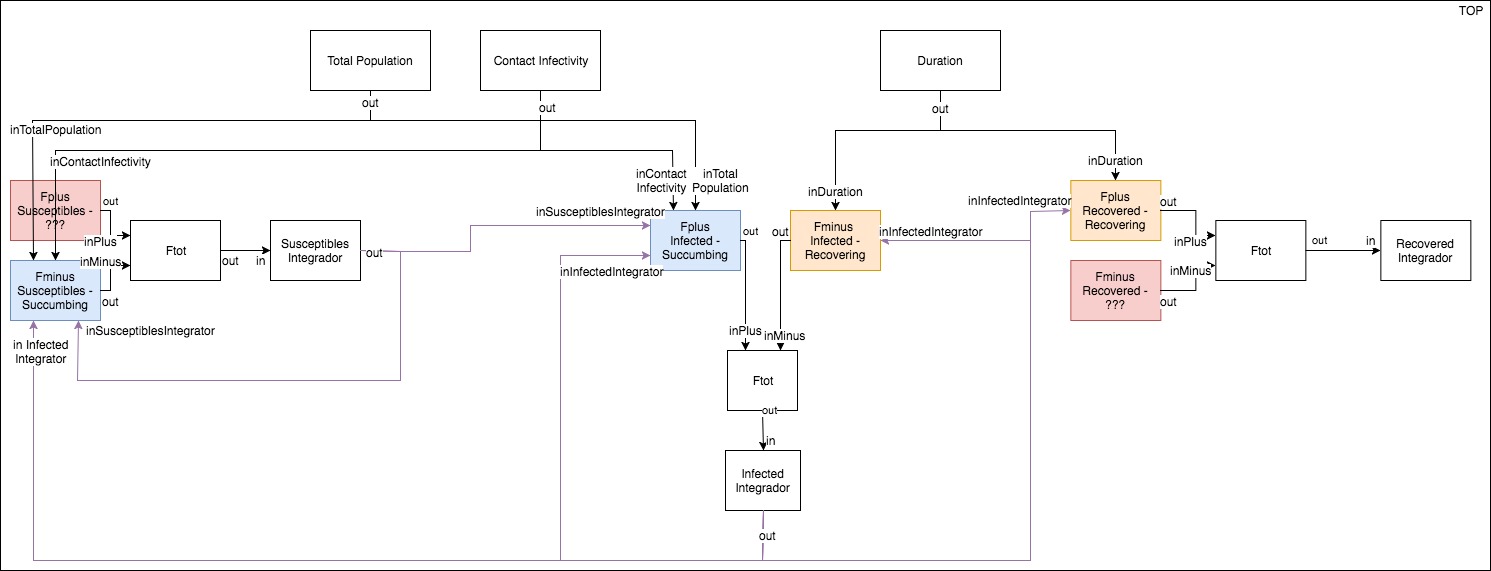 TOP
Total Population
Contact Infectivity
Duration
out
out
out
inTotalPopulation
inContactInfectivity
inContact
Infectivity
inTotal
Population
inDuration
inDuration
Fplus
Susceptibles -
???
out
inPlus
inMinus
Fminus
Susceptibles -
Succumbing
out
Ftot
out
in
Susceptibles
Integrador
out
inSusceptiblesIntegrator
in Infected
Integrator
inSusceptiblesIntegrator
inInfectedIntegrator
Fplus
Infected -
Succumbing
out
out
Fminus
Infected -
Recovering
inInfectedIntegrator
inInfectedIntegrator
Fplus
Recovered -
Recovering
out
inPlus
inMinus
Fminus
Recovered -
???
out
Ftot
out
in
Recovered
Integrador
inPlus
inMinus
Ftot
out
in
Infected
Integrador
out